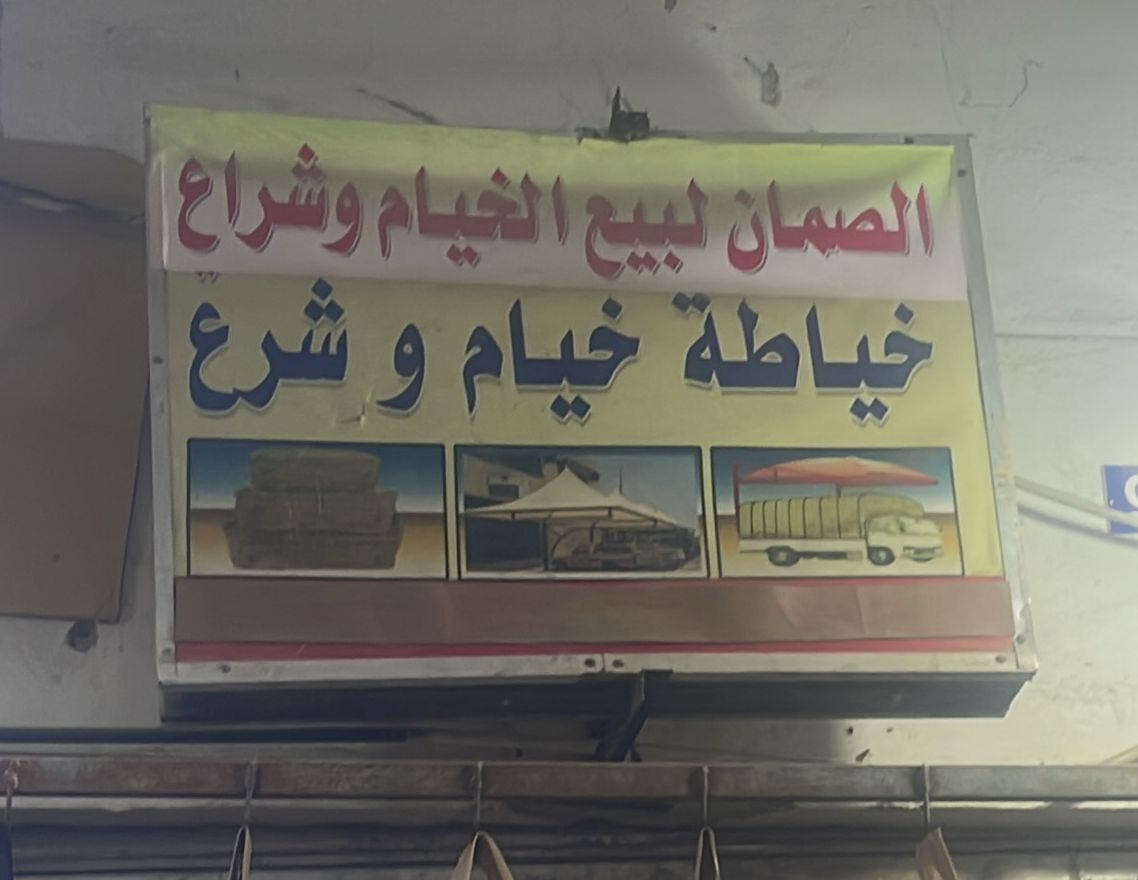 الصمان لبيع الخيام وشراع
خياطة خيام و شرع